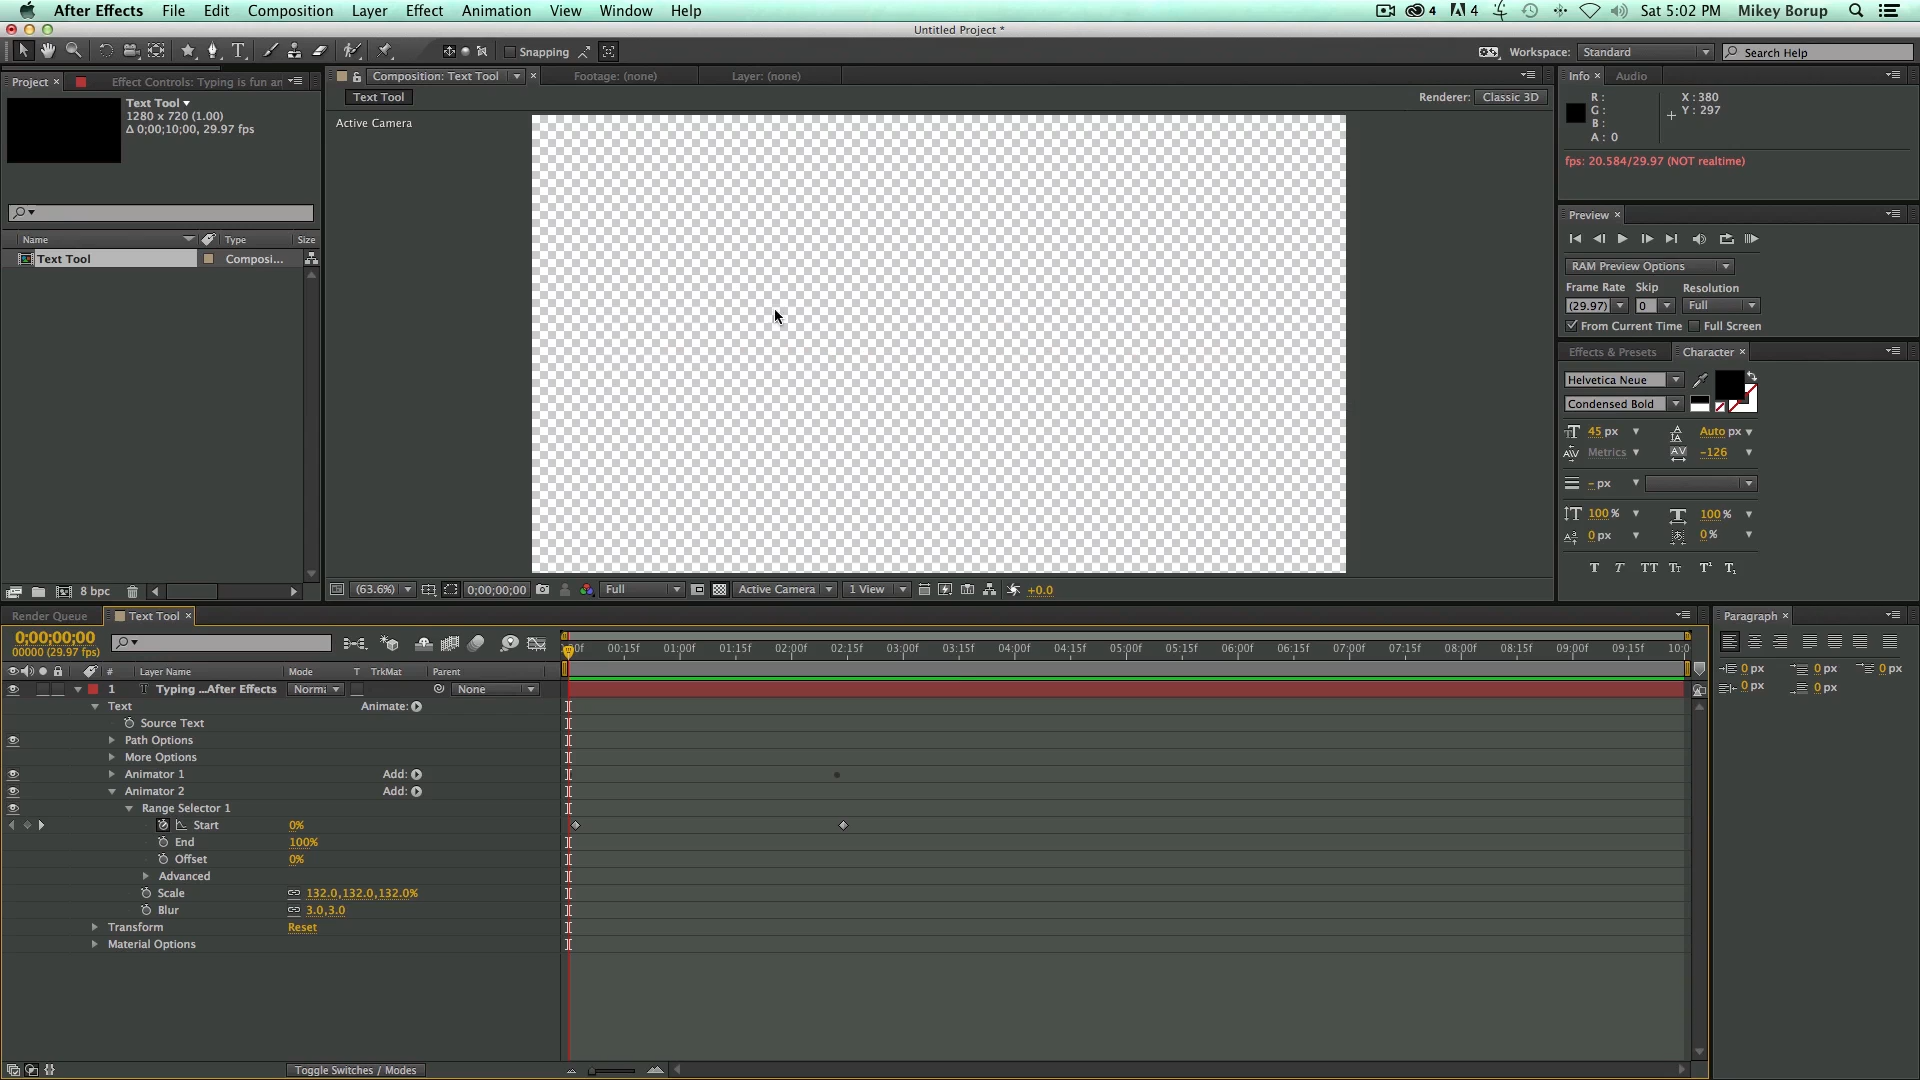 After Effects File Edit Composition Layer Effect Animation View Window Help 4 4 Sat 5:02 PM Mikey Borup
Untitled Project *
Snapping Workspace: Standard Search Help
Project × Effect Controls: Typing is fun an
Text Tool
1280 x 720 (1.00)
Δ 0;00;10;00, 29.97 fps
Name Type Size
Text Tool Composi...
8 bpc
Composition: Text Tool × Footage: (none) Layer: (none)
Text Tool Renderer: Classic 3D
Active Camera
(63.6%) 0;00;00;00 Full Active Camera 1 View +0.0
Info × Audio
R : X : 380
G : Y : 297
B :
A : 0
fps: 20.584/29.97 (NOT realtime)
Preview ×
RAM Preview Options
Frame Rate Skip Resolution
(29.97) 0 Full
From Current Time Full Screen
Effects & Presets Character ×
Helvetica Neue
Condensed Bold
45 px Auto px
Metrics -126
- px
100 % 100 %
0 px 0 %
T T TT Tт T¹ T₁
Render Queue Text Tool ×
0;00;00;00
00000 (29.97 fps)
00f 00:15f 01:00f 01:15f 02:00f 02:15f 03:00f 03:15f 04:00f 04:15f 05:00f 05:15f 06:00f 06:15f 07:00f 07:15f 08:00f 08:15f 09:00f 09:15f 10:0
# Layer Name Mode T TrkMat Parent
1 T Typing ...After Effects Norma None
Text Animate:
Source Text
Path Options
More Options
Animator 1 Add:
Animator 2 Add:
Range Selector 1
Start 0%
End 100%
Offset 0%
Advanced
Scale 132.0,132.0,132.0%
Blur 3.0,3.0
Transform Reset
Material Options
Toggle Switches / Modes
Paragraph ×
0 px 0 px 0 px
0 px 0 px